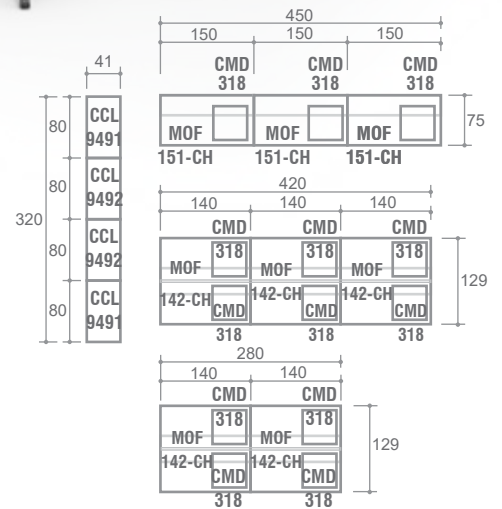 450
150 150 150
CMD CMD CMD
318 318 318
MOF MOF MOF
75
151-CH 151-CH 151-CH
41
80 CCL
9491
80 CCL
9492
320
80 CCL
9492
80 CCL
9491
420
140 140 140
CMD CMD CMD
318 318 318
MOF MOF MOF
129
142-CH 142-CH 142-CH
CMD CMD CMD
318 318 318
280
140 140
CMD CMD
318 318
MOF MOF
129
142-CH 142-CH
CMD CMD
318 318